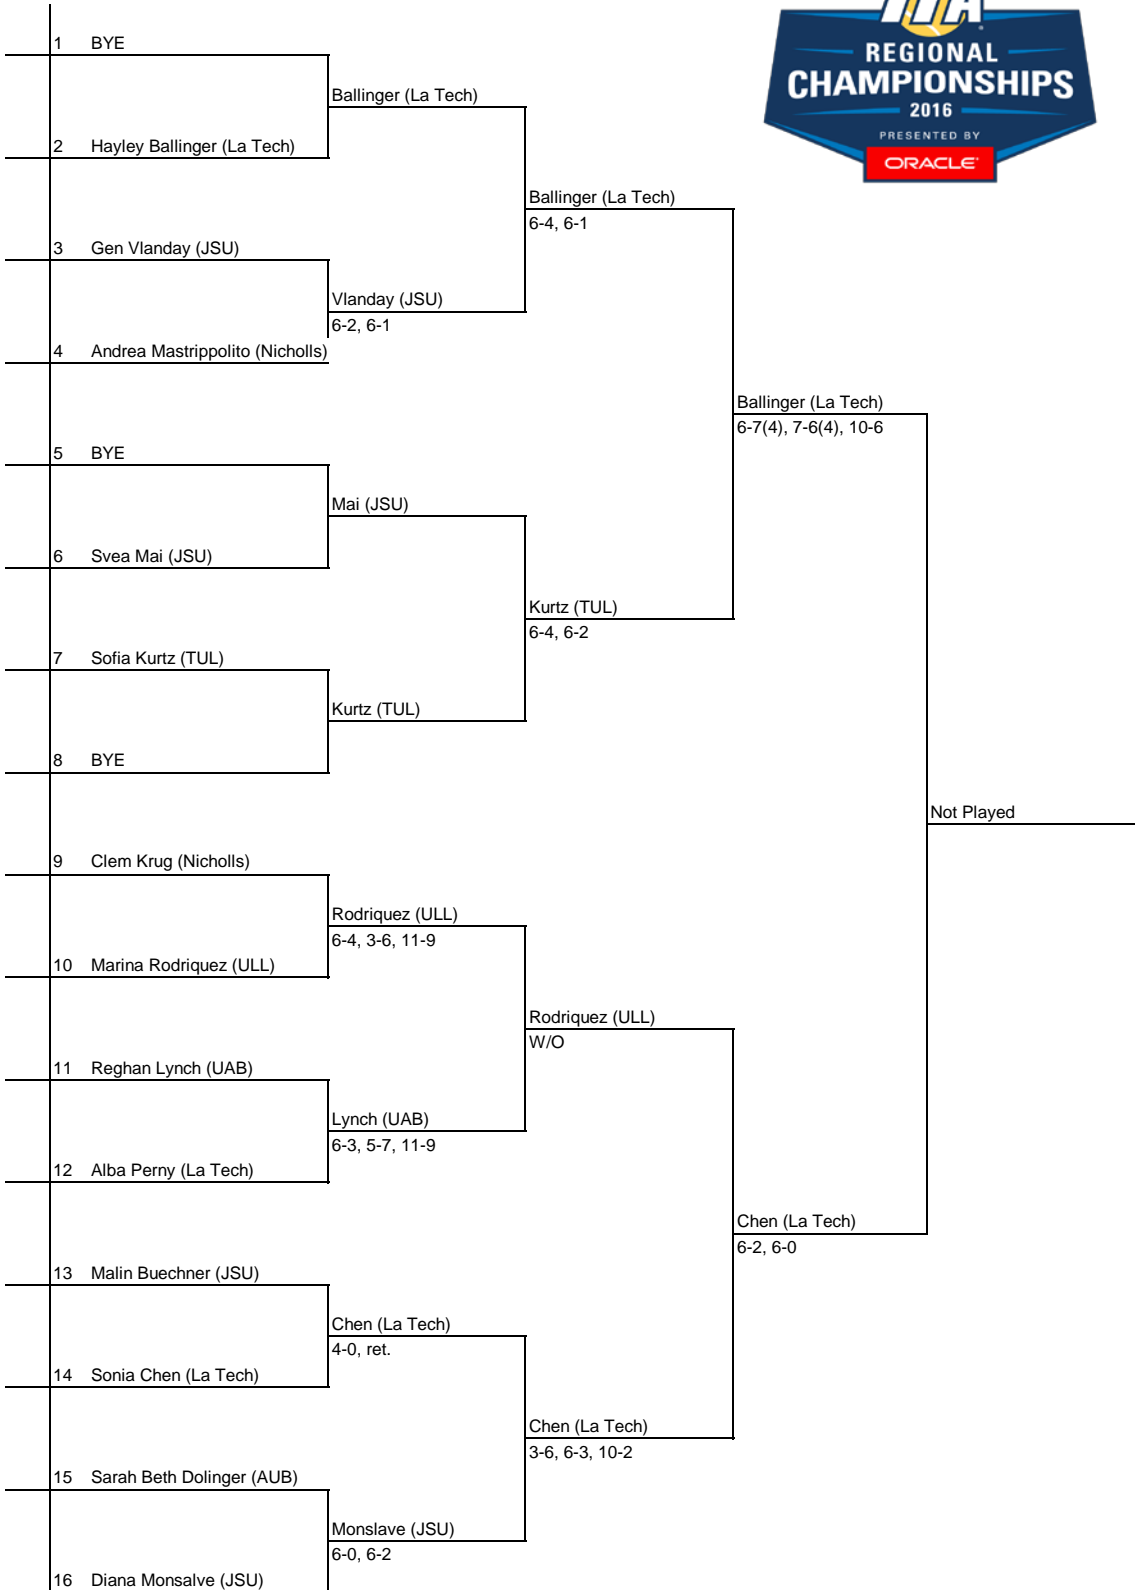 ITA
REGIONAL
CHAMPIONSHIPS
2016
PRESENTED BY
ORACLE
1 BYE
Ballinger (La Tech)
2 Hayley Ballinger (La Tech)
Ballinger (La Tech)
6-4, 6-1
3 Gen Vlanday (JSU)
Vlanday (JSU)
6-2, 6-1
4 Andrea Mastrippolito (Nicholls)
Ballinger (La Tech)
6-7(4), 7-6(4), 10-6
5 BYE
Mai (JSU)
6 Svea Mai (JSU)
Kurtz (TUL)
6-4, 6-2
7 Sofia Kurtz (TUL)
Kurtz (TUL)
8 BYE
Not Played
9 Clem Krug (Nicholls)
Rodriquez (ULL)
6-4, 3-6, 11-9
10 Marina Rodriquez (ULL)
Rodriquez (ULL)
W/O
11 Reghan Lynch (UAB)
Lynch (UAB)
6-3, 5-7, 11-9
12 Alba Perny (La Tech)
Chen (La Tech)
6-2, 6-0
13 Malin Buechner (JSU)
Chen (La Tech)
4-0, ret.
14 Sonia Chen (La Tech)
Chen (La Tech)
3-6, 6-3, 10-2
15 Sarah Beth Dolinger (AUB)
Monslave (JSU)
6-0, 6-2
16 Diana Monsalve (JSU)